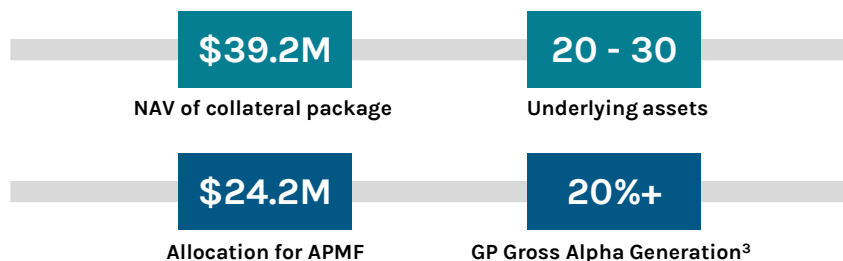 $39.2M 20 - 30
NAV of collateral package Underlying assets
$24.2M 20%+
Allocation for APMF GP Gross Alpha Generation³